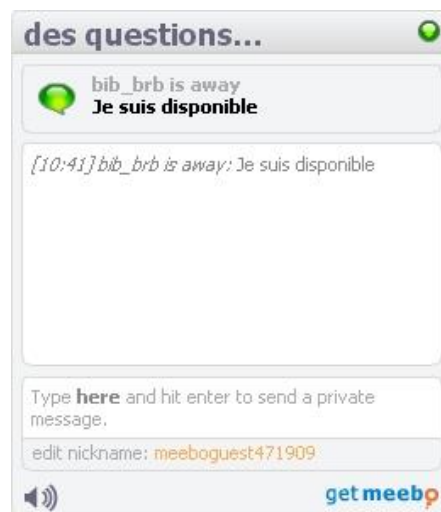 des questions...
bib_brb is away
Je suis disponible
[10:41] bib_brb is away: Je suis disponible
Type here and hit enter to send a private
message.
edit nickname: meeboguest471909
get meebo